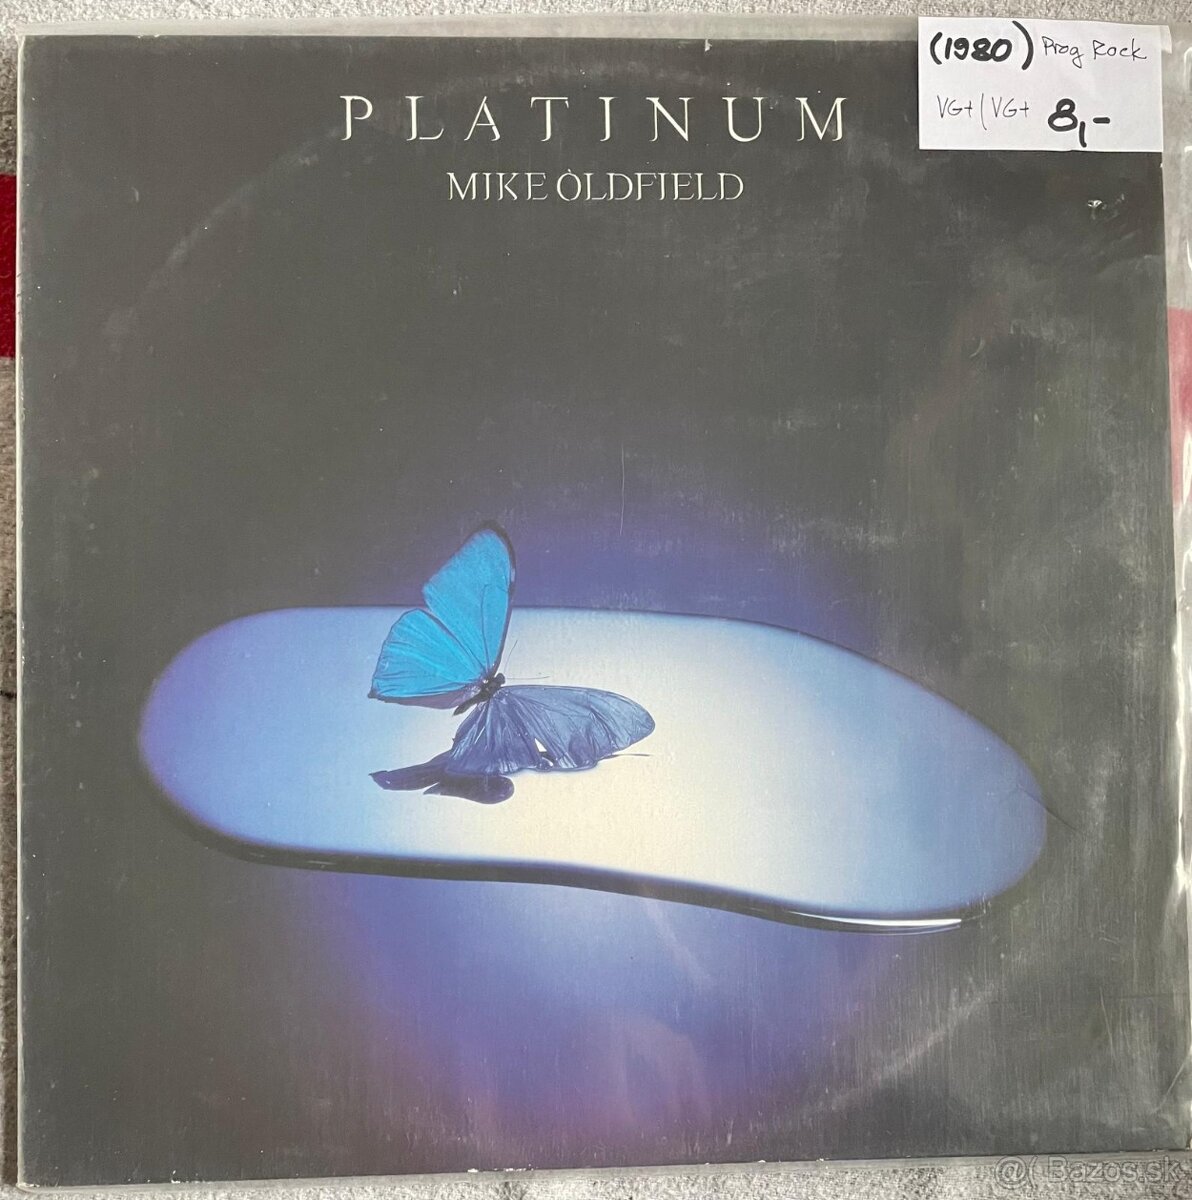 PLATINUM
MIKE OLDFIELD
(1980) Prog Rock
VG+/VG+ 8,-
@ Bazos.sk